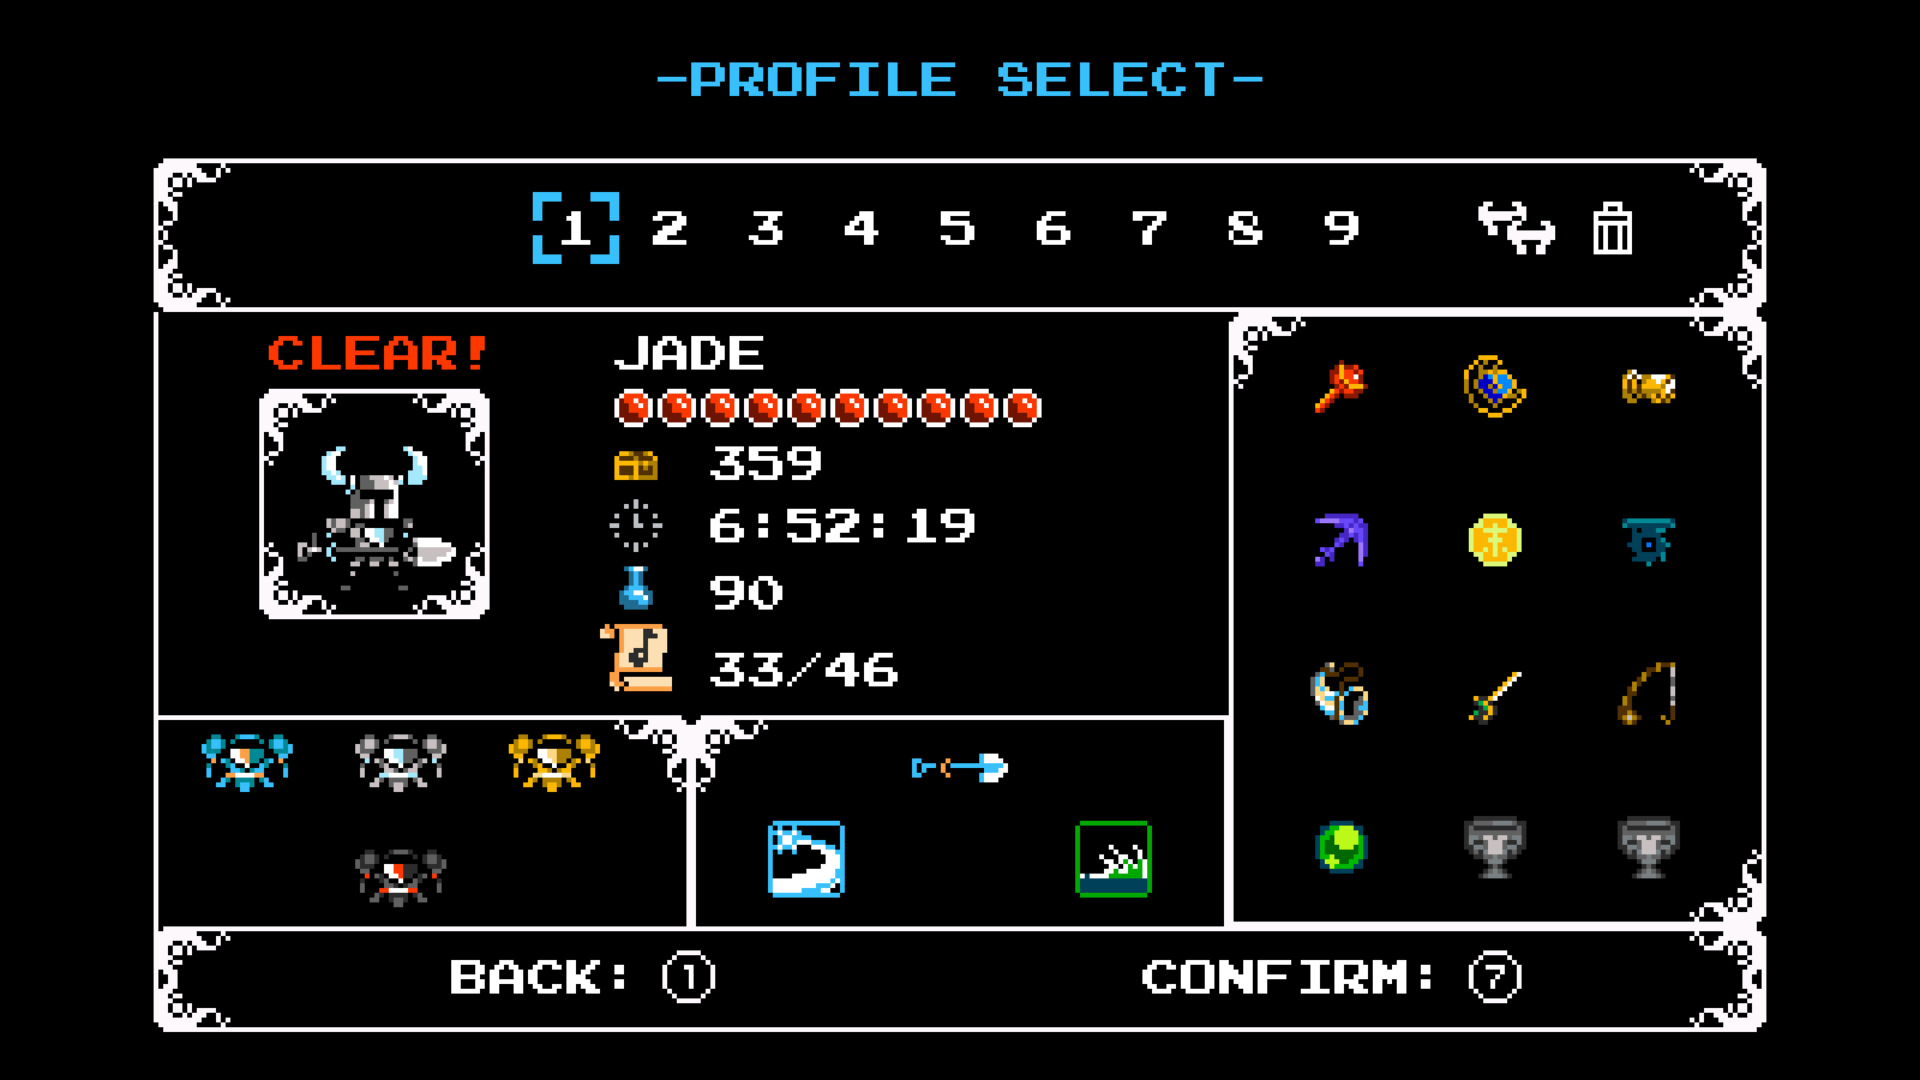 -PROFILE SELECT-
1 2 3 4 5 6 7 8 9
CLEAR!
JADE
359
6:52:19
90
33/46
BACK: 1
CONFIRM: 7